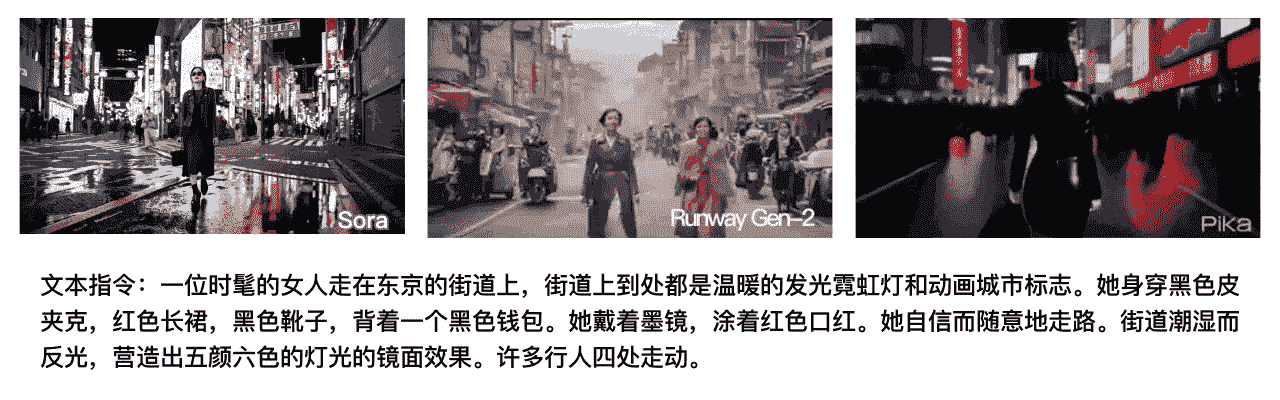 Sora
Runway Gen-2
Pika
文本指令：一位时髦的女人走在东京的街道上，街道上到处都是温暖的发光霓虹灯和动画城市标志。她身穿黑色皮
夹克，红色长裙，黑色靴子，背着一个黑色钱包。她戴着墨镜，涂着红色口红。她自信而随意地走路。街道潮湿而
反光，营造出五颜六色的灯光的镜面效果。许多行人四处走动。